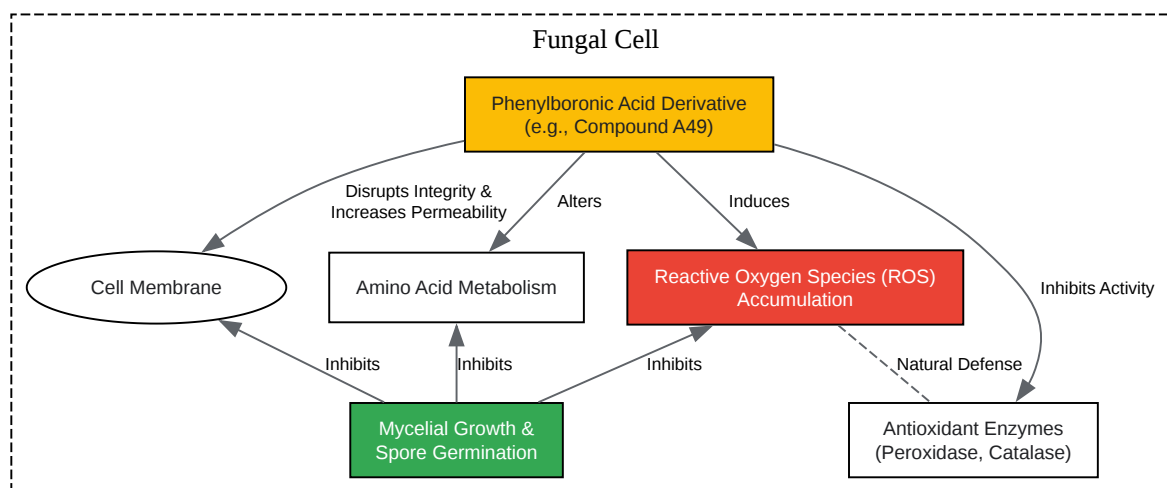 Fungal Cell
Phenylboronic Acid Derivative
(e.g., Compound A49)
Disrupts Integrity &
Increases Permeability
Alters
Induces
Cell Membrane
Amino Acid Metabolism
Reactive Oxygen Species (ROS)
Accumulation
Inhibits Activity
Inhibits
Inhibits
Inhibits
Natural Defense
Mycelial Growth &
Spore Germination
Antioxidant Enzymes
(Peroxidase, Catalase)